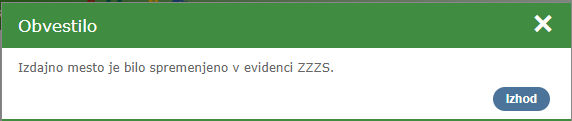 Obvestilo
Izdajno mesto je bilo spremenjeno v evidenci ZZZS.
Izhod